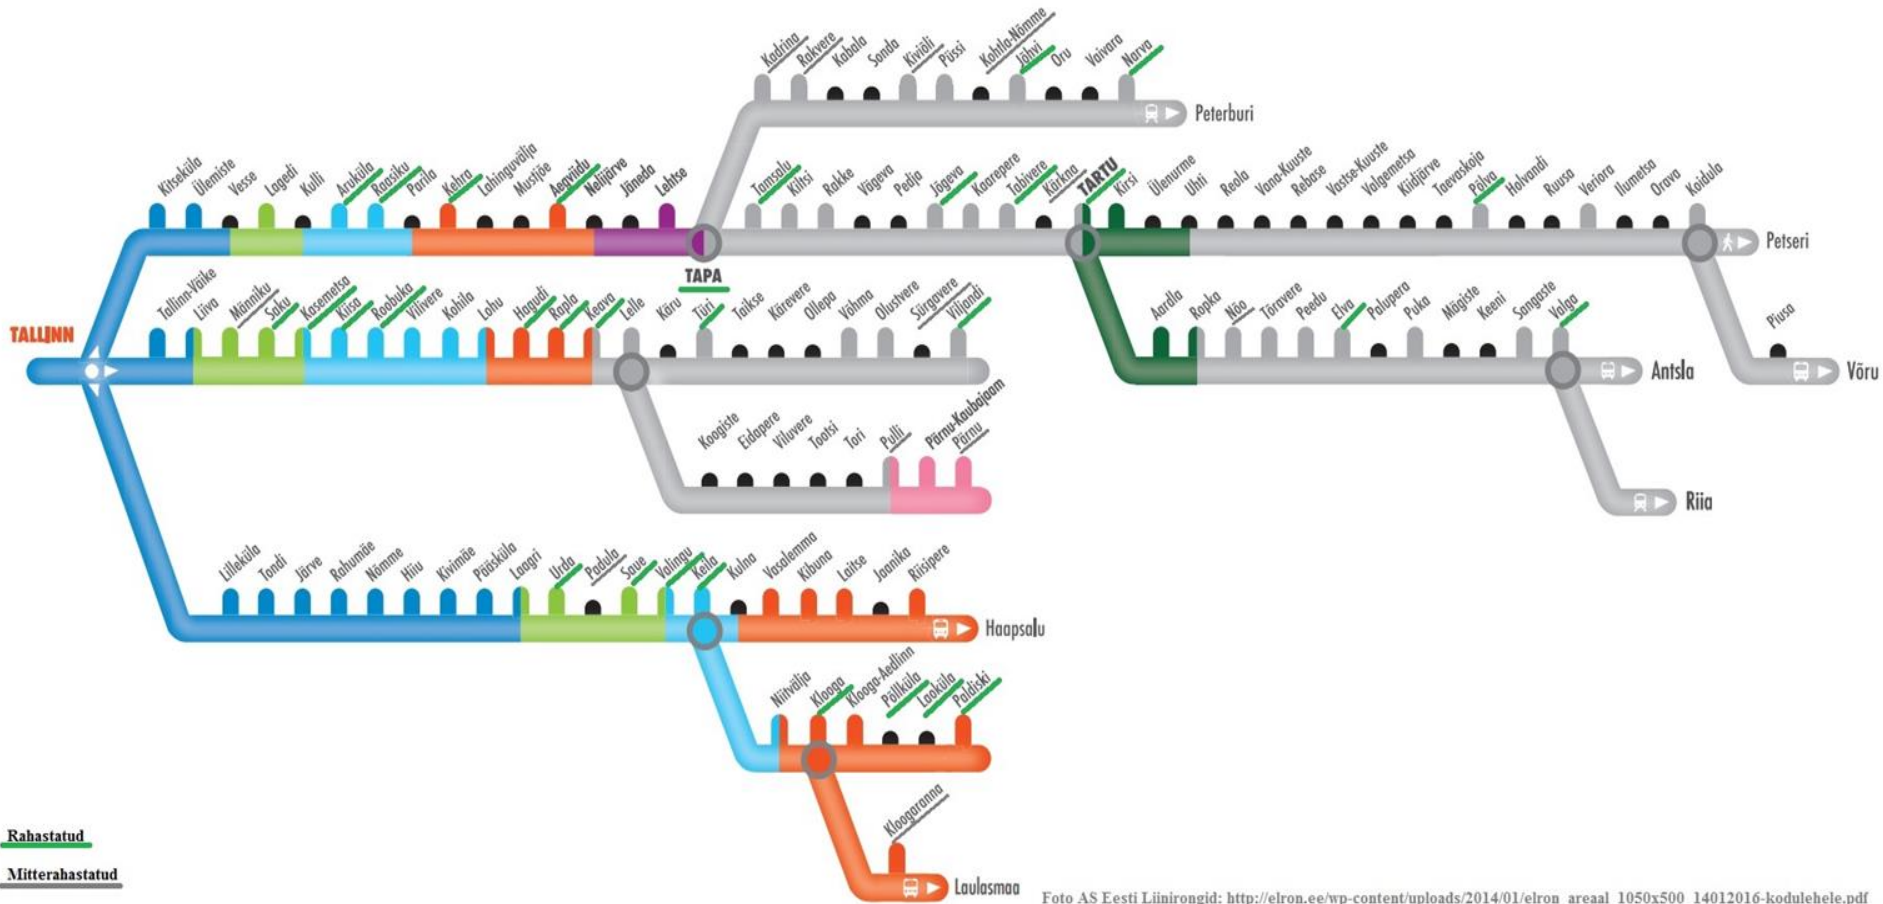 Kadrina
Rakvere
Kabala
Sonda
Kiviõli
Püssi
Kohtla-Nõmme
Jõhvi
Oru
Vaivara
Narva
Peterburi
Kitseküla
Ülemiste
Vesse
Lagedi
Kulli
Aruküla
Raasiku
Parila
Kehra
Lahinguvälja
Mustjõe
Aegviidu
Nelijärve
Jäneda
Lehtse
TAPA
Tamsalu
Kiltsi
Rakke
Vägeva
Pedja
Jõgeva
Kaarepere
Tabivere
Kärkna
TARTU
Kirsi
Ülenurme
Uhti
Reola
Vana-Kuuste
Rebase
Vastse-Kuuste
Valgemetsa
Kiidjärve
Taevaskoja
Põlva
Holvandi
Ruusa
Veriora
Ilumetsa
Orava
Koidula
Petseri
TALLINN
Tallinn-Väike
Liiva
Männiku
Saku
Kasemetsa
Kiisa
Roobuka
Vilivere
Kohila
Lohu
Hagudi
Rapla
Keava
Lelle
Käru
Türi
Taikse
Kärevere
Ollepa
Võhma
Olustvere
Sürgavere
Viljandi
Aardla
Ropka
Nõo
Tõravere
Peedu
Elva
Palupera
Puka
Mägiste
Keeni
Sangaste
Valga
Antsla
Piusa
Võru
Koogiste
Eidapere
Viluvere
Tootsi
Tori
Pulli
Pärnu-Kaubajaam
Pärnu
Riia
Lilleküla
Tondi
Järve
Rahumäe
Nõmme
Hiiu
Kivimäe
Pääsküla
Laagri
Urda
Padula
Saue
Valingu
Keila
Kulna
Vasalemma
Kibuna
Laitse
Jaanika
Riisipere
Haapsalu
Niitvälja
Klooga
Klooga-Aedlinn
Põllküla
Laoküla
Paldiski
Kloogaranna
Laulasmaa
Rahastatud
Mitterahastatud
Foto AS Eesti Liinirongid: http://elron.ee/wp-content/uploads/2014/01/elron_areaal_1050x500_14012016-kodulehele.pdf